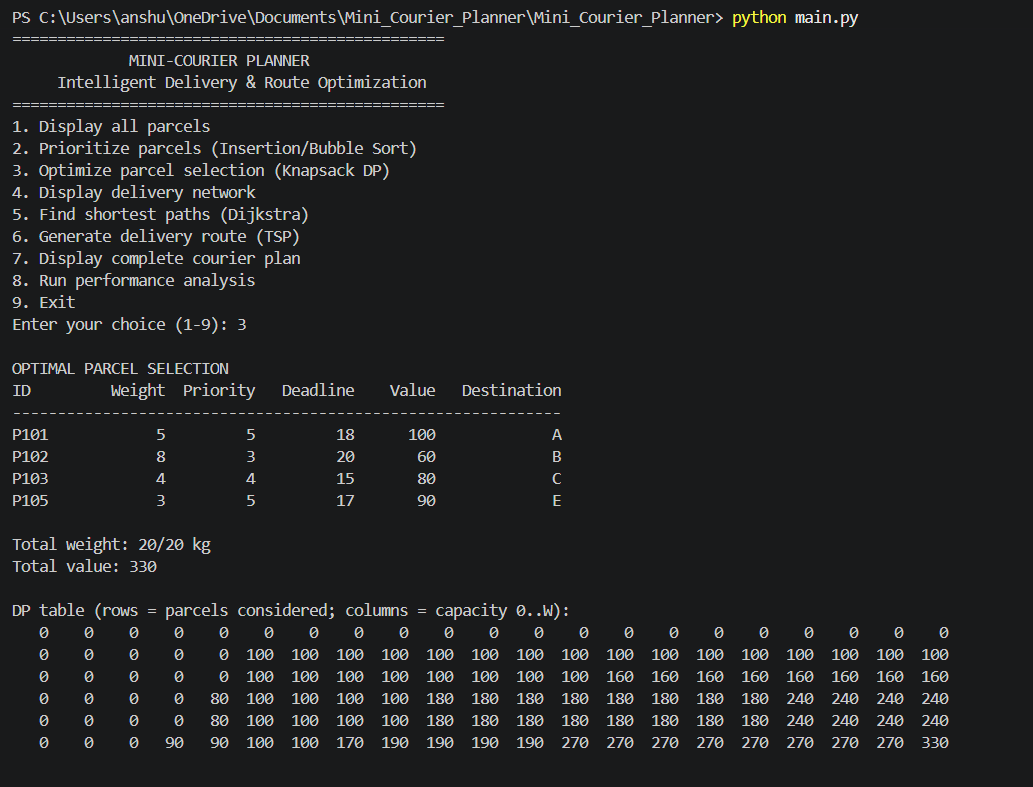 PS C:\Users\anshu\OneDrive\Documents\Mini_Courier_Planner\Mini_Courier_Planner> python main.py
================================================
             MINI-COURIER PLANNER
     Intelligent Delivery & Route Optimization
================================================
1. Display all parcels
2. Prioritize parcels (Insertion/Bubble Sort)
3. Optimize parcel selection (Knapsack DP)
4. Display delivery network
5. Find shortest paths (Dijkstra)
6. Generate delivery route (TSP)
7. Display complete courier plan
8. Run performance analysis
9. Exit
Enter your choice (1-9): 3
OPTIMAL PARCEL SELECTION
ID         Weight  Priority   Deadline    Value   Destination
-------------------------------------------------------------
P101            5         5         18      100             A
P102            8         3         20       60             B
P103            4         4         15       80             C
P105            3         5         17       90             E
Total weight: 20/20 kg
Total value: 330
DP table (rows = parcels considered; columns = capacity 0..W):
   0    0    0    0    0    0    0    0    0    0    0    0    0    0    0    0    0    0    0    0    0
   0    0    0    0    0  100  100  100  100  100  100  100  100  100  100  100  100  100  100  100  100
   0    0    0    0    0  100  100  100  100  100  100  100  100  160  160  160  160  160  160  160  160
   0    0    0    0   80  100  100  100  100  180  180  180  180  180  180  180  180  240  240  240  240
   0    0    0    0   80  100  100  100  100  180  180  180  180  180  180  180  180  240  240  240  240
   0    0    0   90   90  100  100  170  190  190  190  190  270  270  270  270  270  270  270  270  330